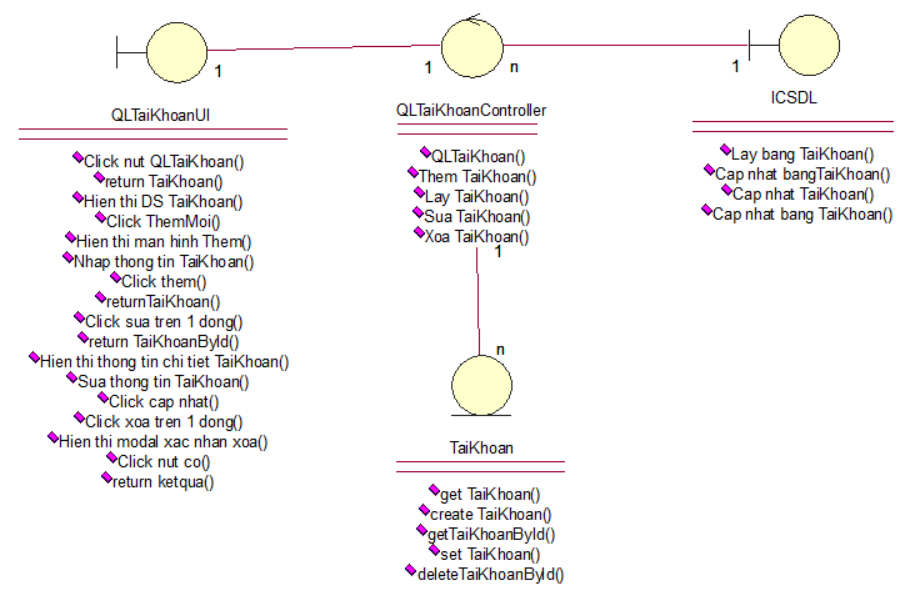 1
1
n
1
QLTaiKhoanUI
Click nut QLTaiKhoan()
return TaiKhoan()
Hien thi DS TaiKhoan()
Click ThemMoi()
Hien thi man hinh Them()
Nhap thong tin TaiKhoan()
Click them()
returnTaiKhoan()
Click sua tren 1 dong()
return TaiKhoanById()
Hien thi thong tin chi tiet TaiKhoan()
Sua thong tin TaiKhoan()
Click cap nhat()
Click xoa tren 1 dong()
Hien thi modal xac nhan xoa()
Click nut co()
return ketqua()
QLTaiKhoanController
QLTaiKhoan()
Them TaiKhoan()
Lay TaiKhoan()
Sua TaiKhoan()
Xoa TaiKhoan()
1
n
TaiKhoan
get TaiKhoan()
create TaiKhoan()
getTaiKhoanById()
set TaiKhoan()
deleteTaiKhoanById()
ICSDL
Lay bang TaiKhoan()
Cap nhat bangTaiKhoan()
Cap nhat TaiKhoan()
Cap nhat bang TaiKhoan()